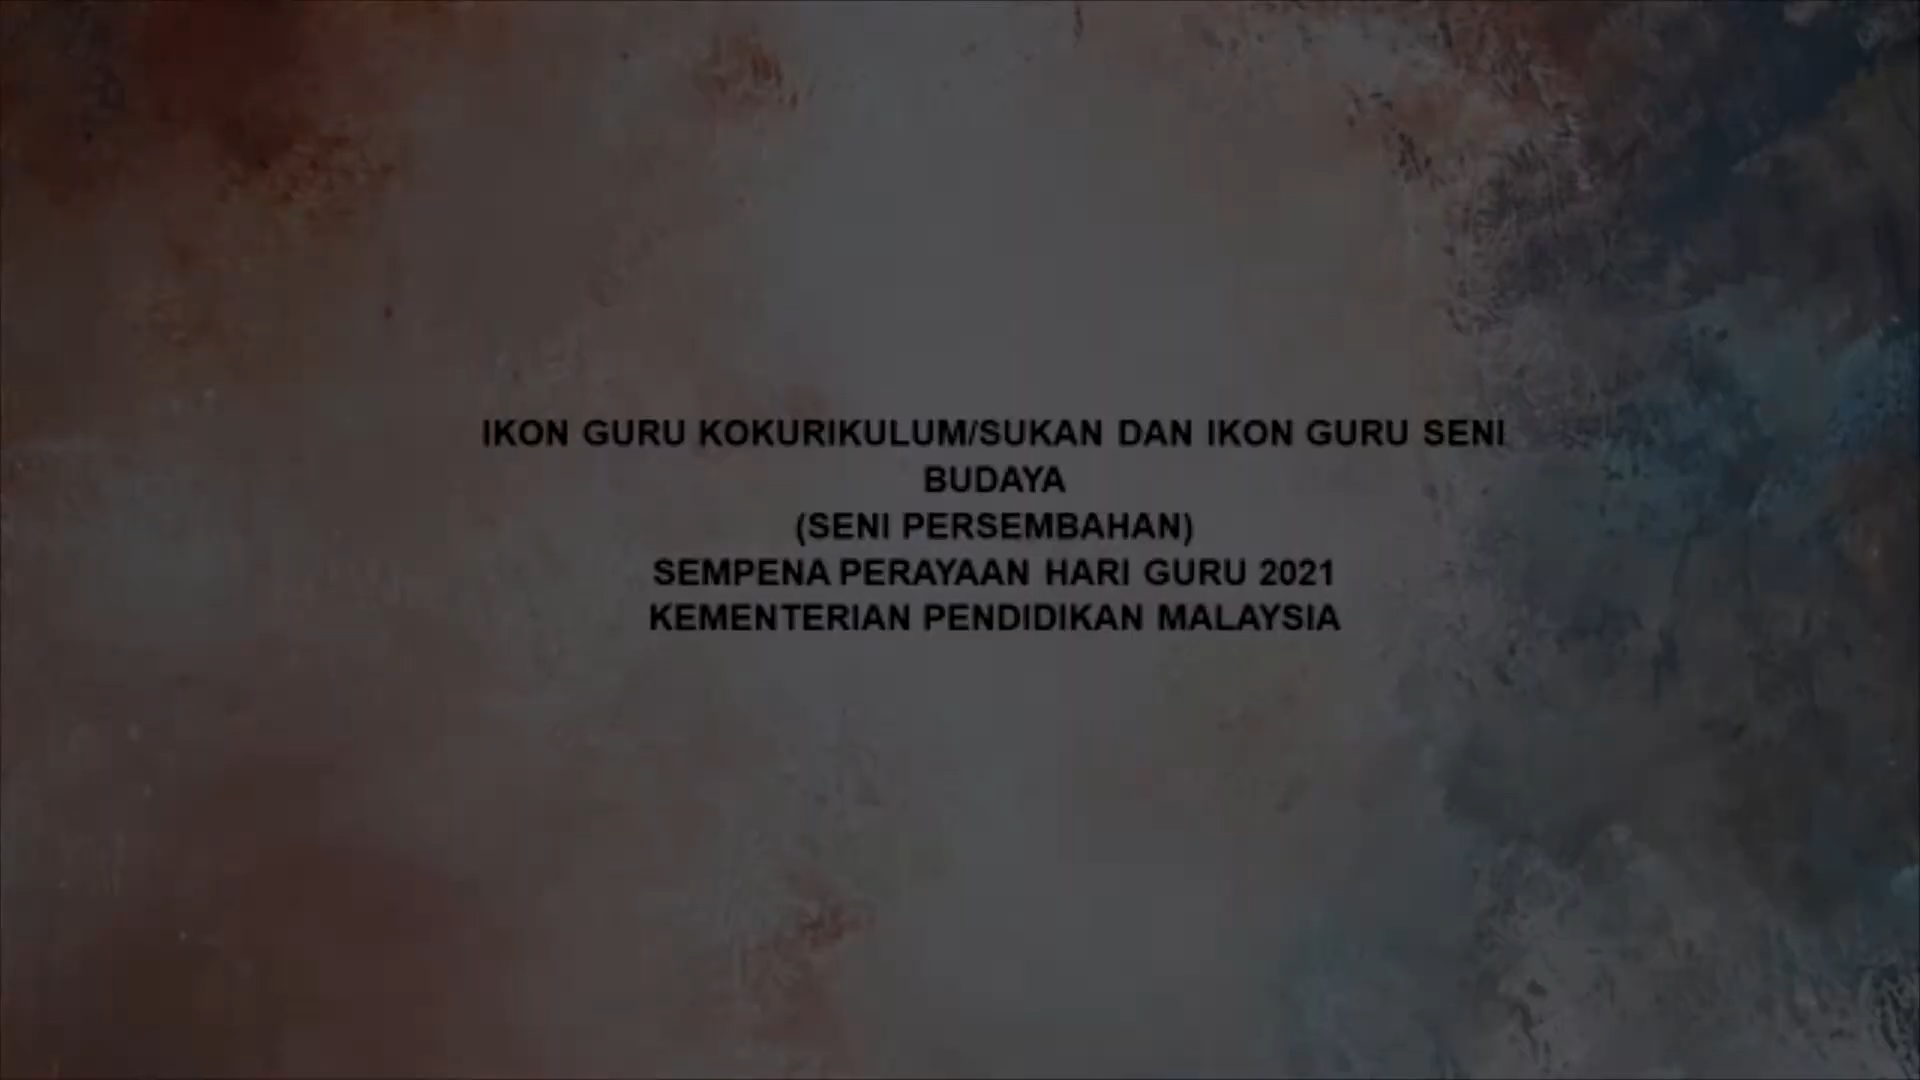 IKON GURU KOKURIKULUM/SUKAN DAN IKON GURU SENI
BUDAYA
(SENI PERSEMBAHAN)
SEMPENA PERAYAAN HARI GURU 2021
KEMENTERIAN PENDIDIKAN MALAYSIA